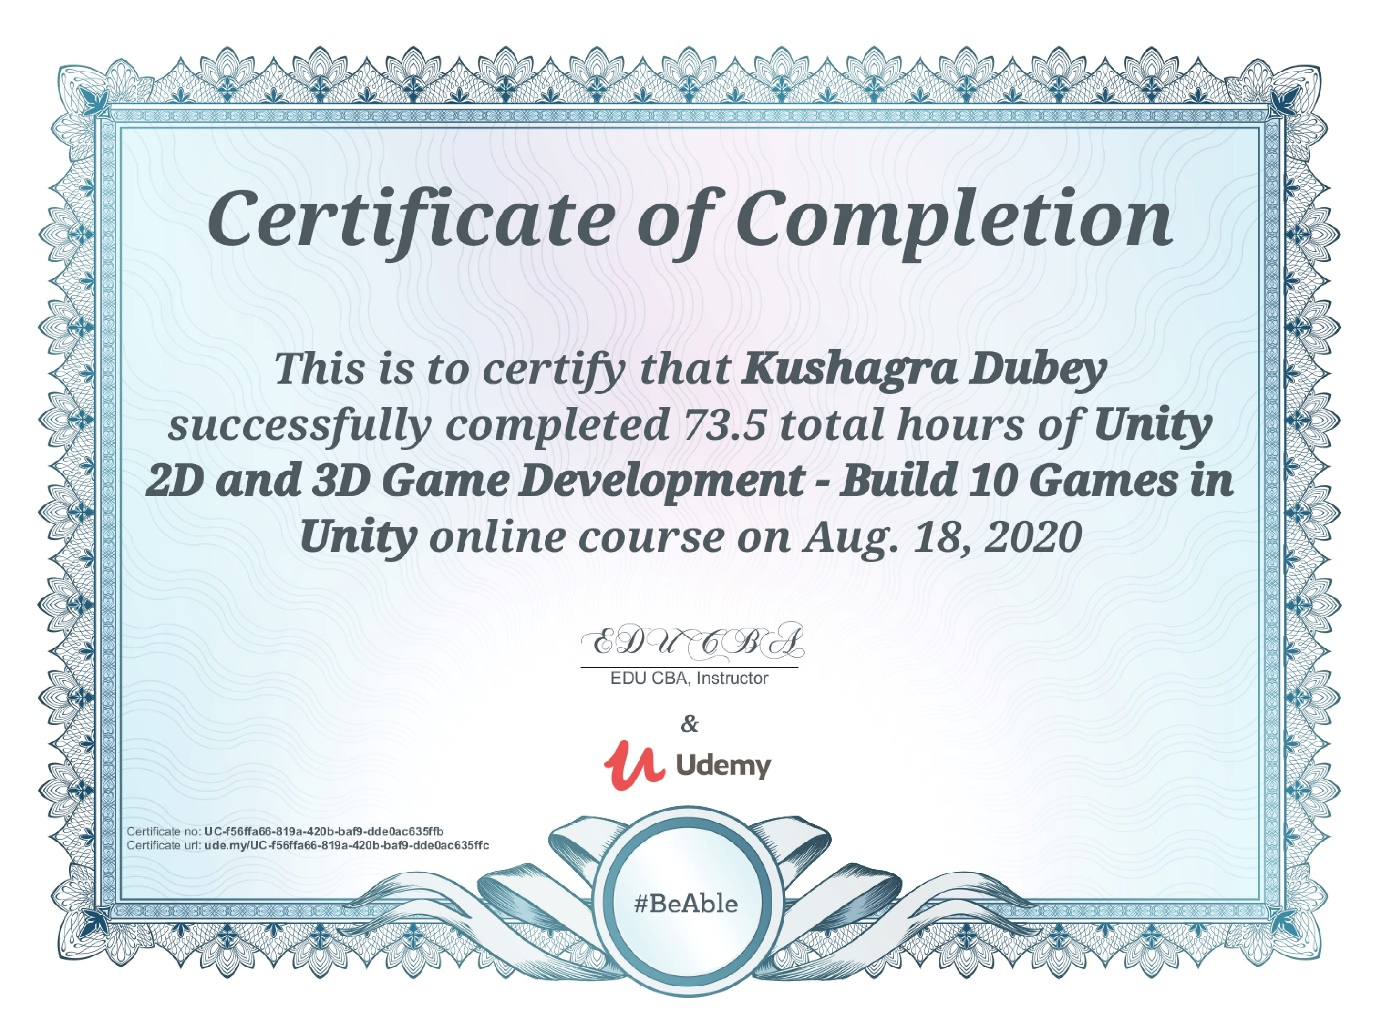 Certificate of Completion
This is to certify that Kushagra Dubey
successfully completed 73.5 total hours of Unity
2D and 3D Game Development - Build 10 Games in
Unity online course on Aug. 18, 2020
EDU CBA
EDU CBA, Instructor
&
Udemy
Certificate no: UC-f56ffa66-819a-420b-baf9-dde0ac635ffb
Certificate url: ude.my/UC-f56ffa66-819a-420b-baf9-dde0ac635ffc
#BeAble